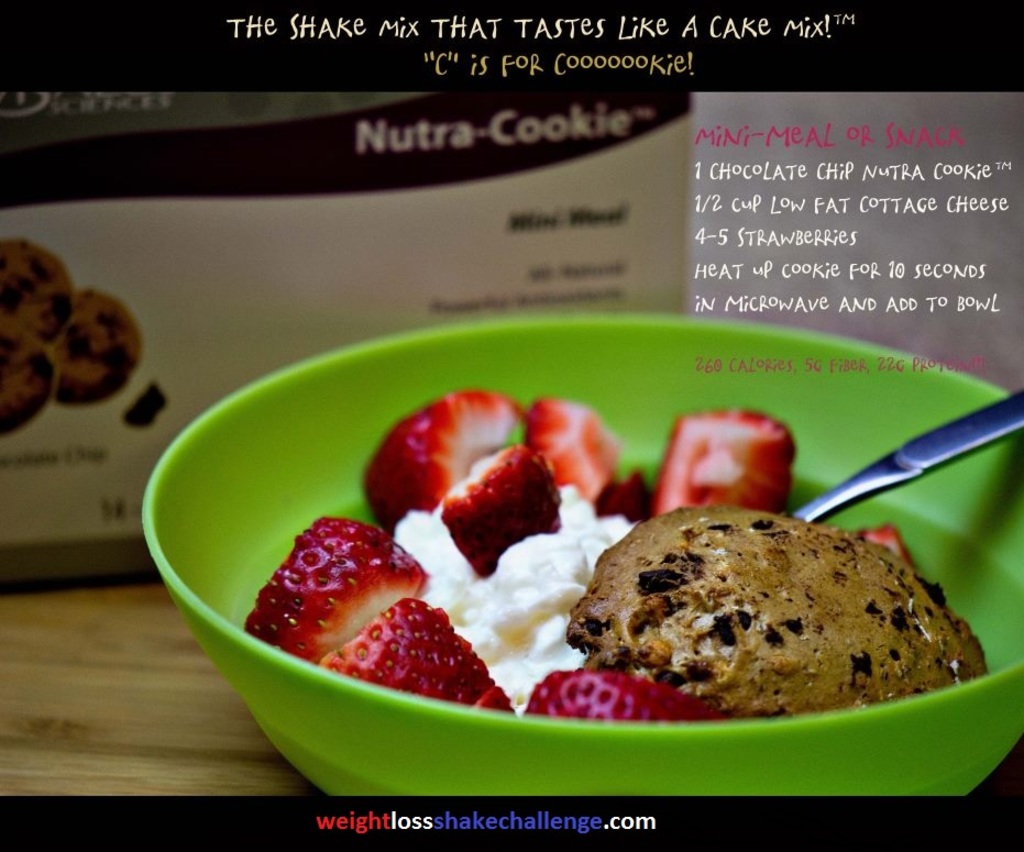 THE SHAKE MIX THAT TASTES LIKE A CAKE MIX!™
"C" IS FOR COOOOOOKIE!
SCIENCES
Nutra-Cookie™
Mini Meal
All Natural
Powerful Antioxidants
Chip
14
MINI-MEAL OR SNACK
1 CHOCOLATE CHIP NUTRA COOKIE™
1/2 CUP LOW FAT COTTAGE CHEESE
4-5 STRAWBERRIES
HEAT UP COOKIE FOR 10 SECONDS
IN MICROWAVE AND ADD TO BOWL
260 CALORIES, 5G FIBER, 22G PROTEIN!!
weightlossshakechallenge.com